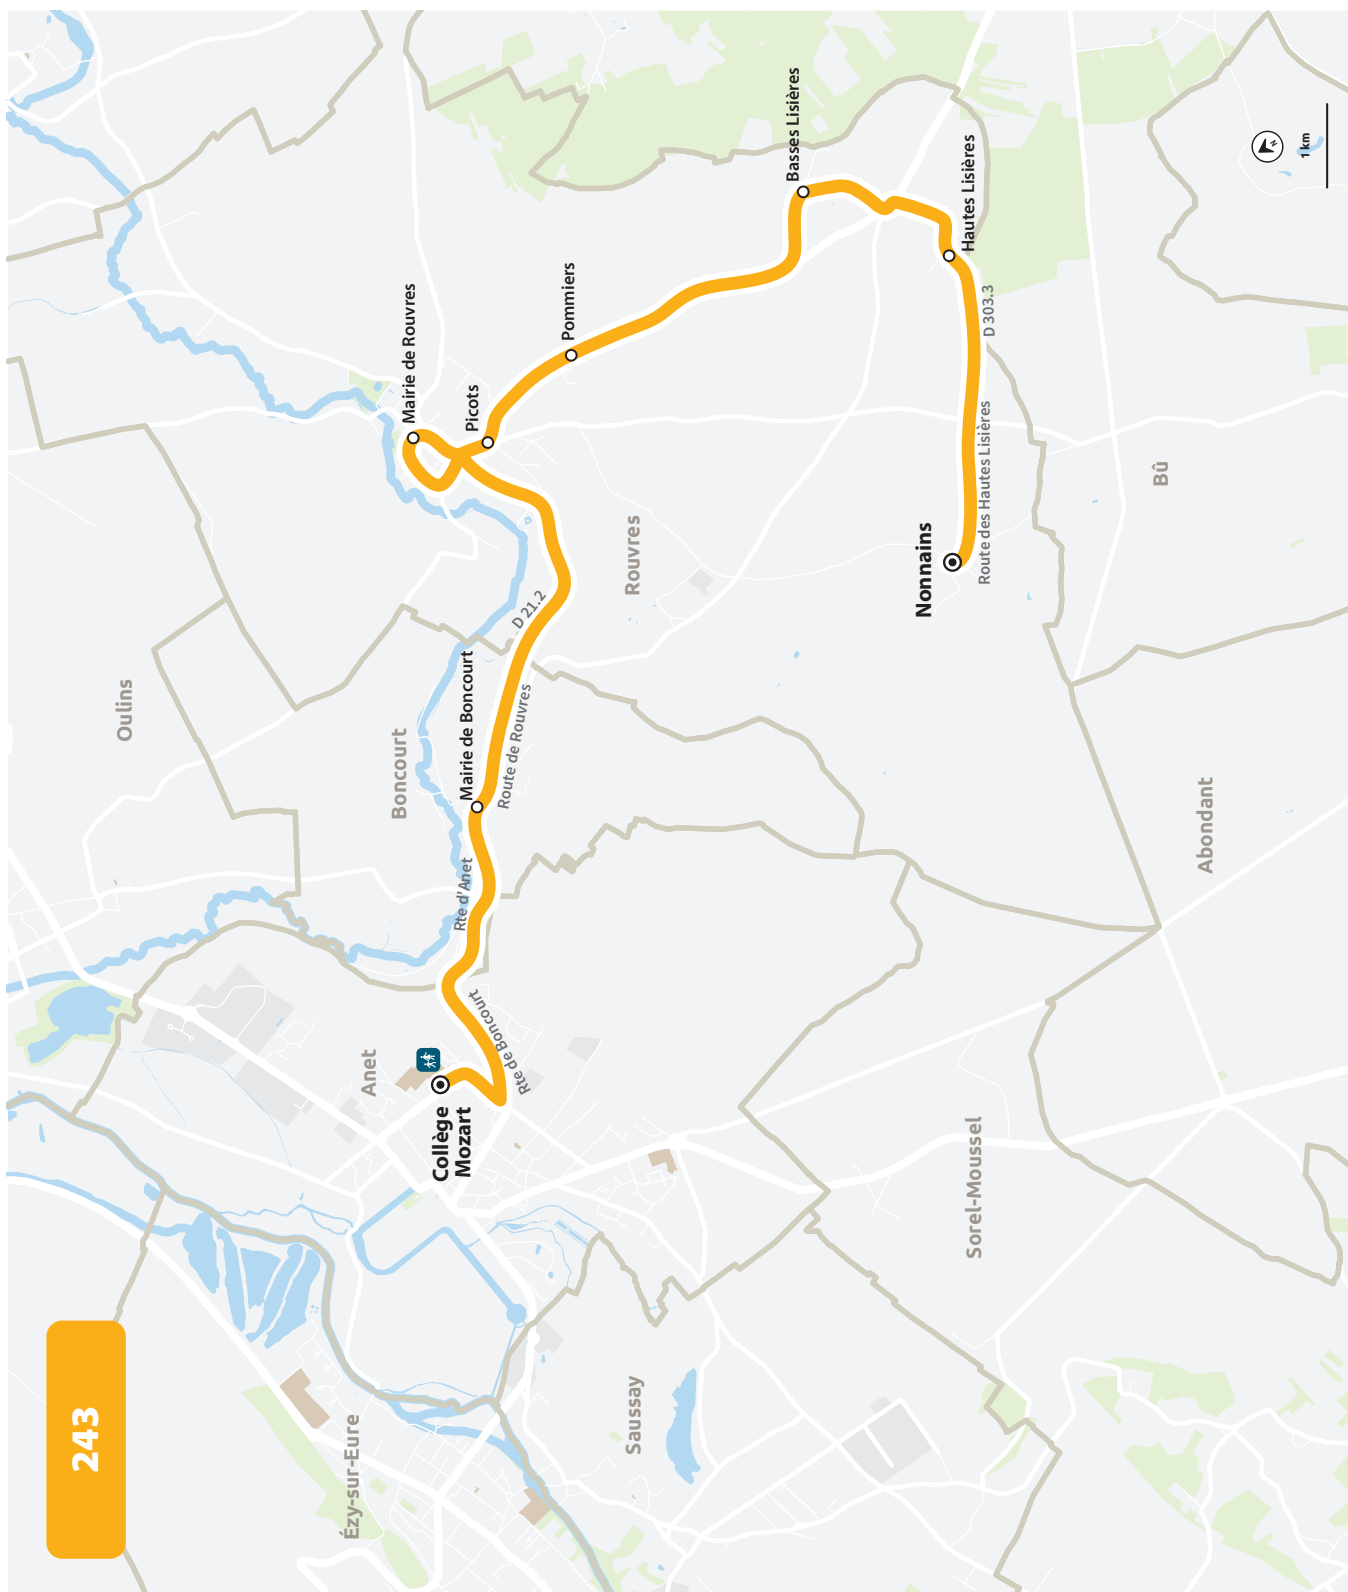 243
Ézy-sur-Eure
Saussay
Sorel-Moussel
Abondant
Anet
Collège
Mozart
Rte de Boncourt
Rte d'Anet
Mairie de Boncourt
Route de Rouvres
D 21.2
Boncourt
Oulins
Rouvres
Mairie de Rouvres
Picots
Pommiers
Basses Lisières
Hautes Lisières
D 303.3
Route des Hautes Lisières
Nonnains
Bû
N
1 km